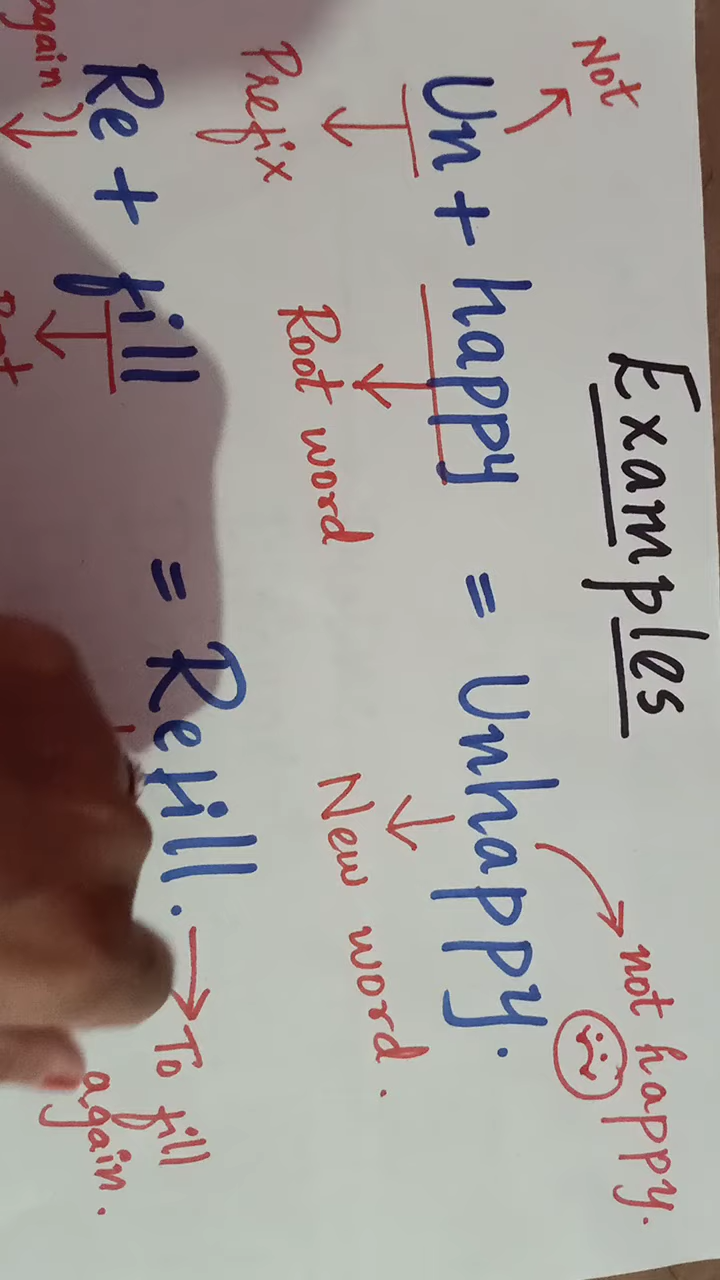 Examples
Not
not happy.
Un + happy = Unhappy.
Prefix Root word New word.
Re + fill = Refill. → To fill again.
again)